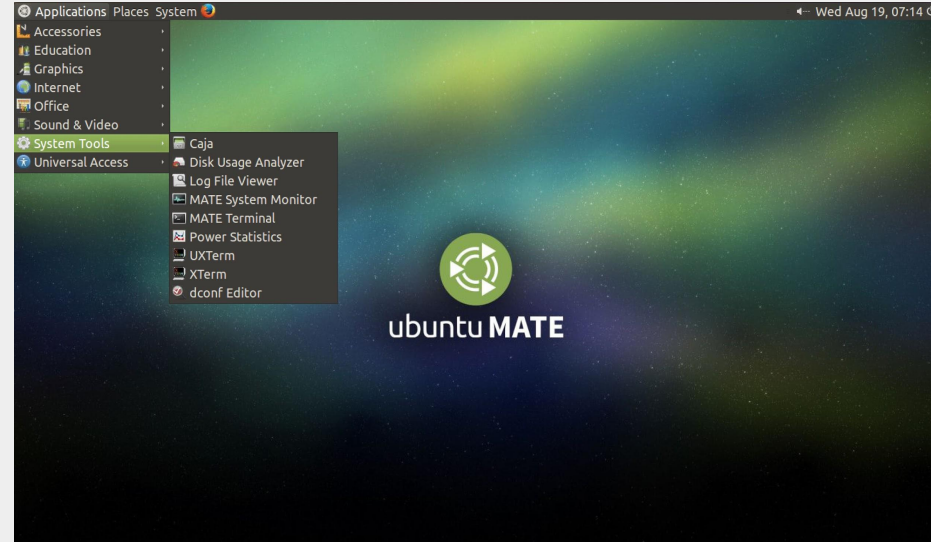 Applications Places System
Wed Aug 19, 07:14
Accessories
Education
Graphics
Internet
Office
Sound & Video
System Tools
Universal Access
Caja
Disk Usage Analyzer
Log File Viewer
MATE System Monitor
MATE Terminal
Power Statistics
UXTerm
XTerm
dconf Editor
ubuntu MATE